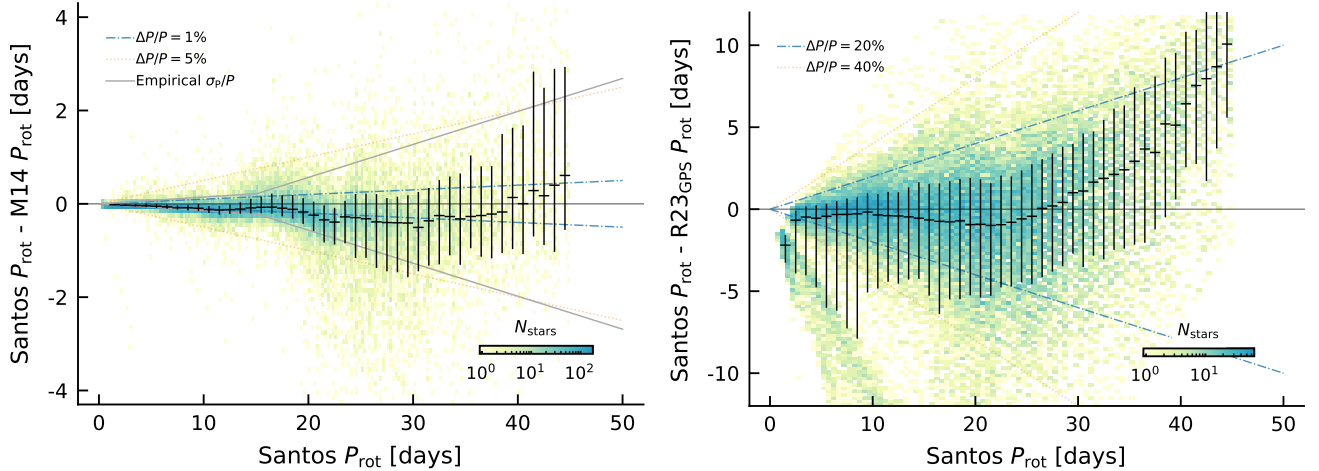 4
2
0
-2
-4
Santos P_rot - M14 P_rot [days]
ΔP/P = 1%
ΔP/P = 5%
Empirical σ_P/P
N_stars
10^0 10^1 10^2
0 10 20 30 40 50
Santos P_rot [days]
10
5
0
-5
-10
Santos P_rot - R23_GPS P_rot [days]
ΔP/P = 20%
ΔP/P = 40%
N_stars
10^0 10^1
0 10 20 30 40 50
Santos P_rot [days]